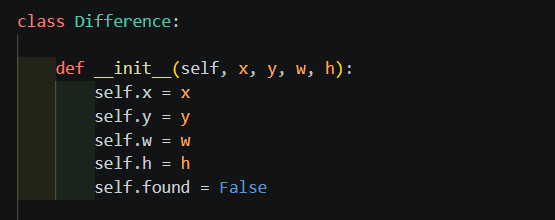 class Difference:
def __init__(self, x, y, w, h):
self.x = x
self.y = y
self.w = w
self.h = h
self.found = False